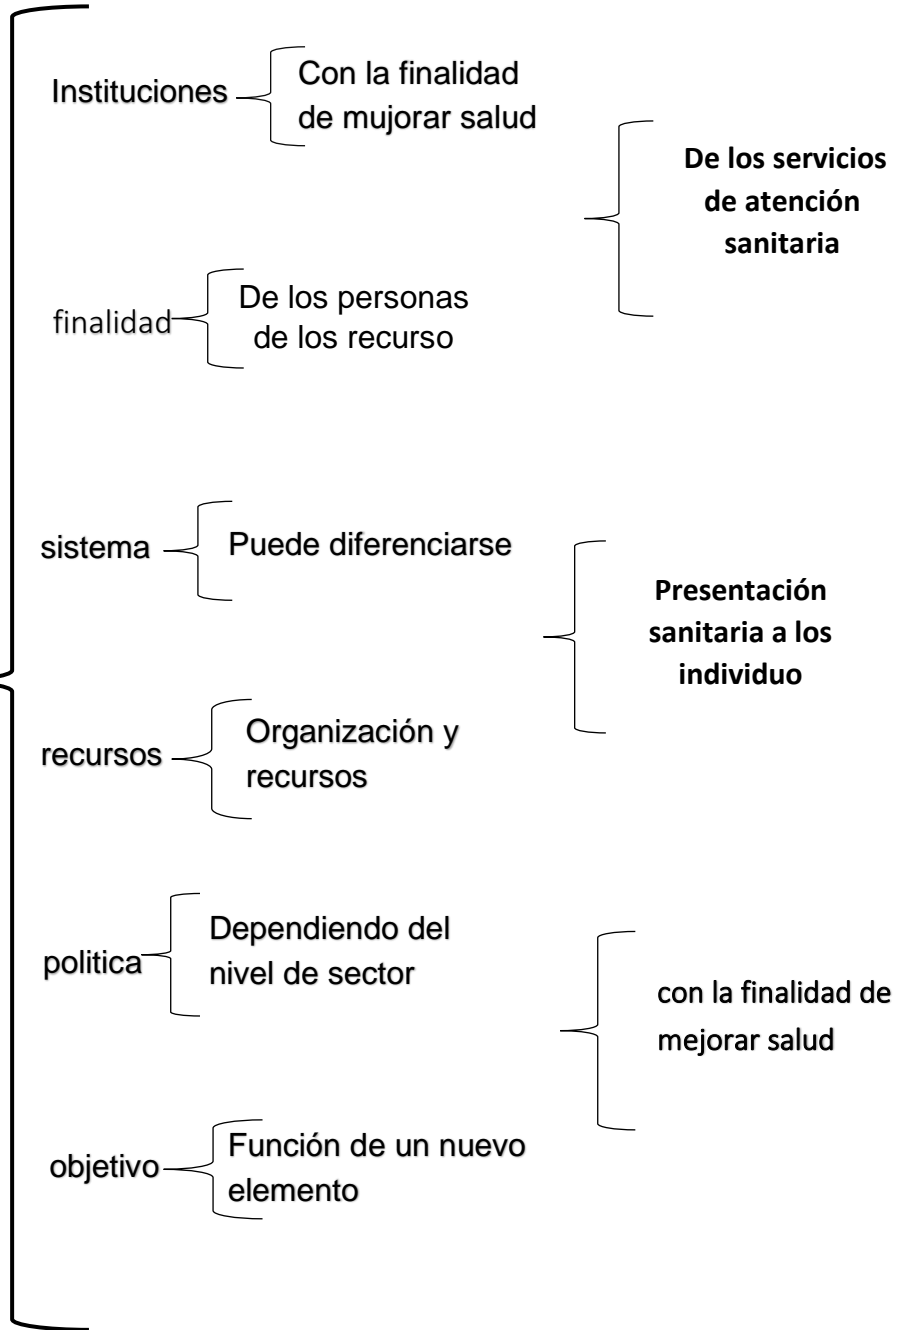 Instituciones
Con la finalidad
de mujorar salud
finalidad
De los personas
de los recurso
De los servicios
de atención
sanitaria
sistema
Puede diferenciarse
recursos
Organización y
recursos
Presentación
sanitaria a los
individuo
politica
Dependiendo del
nivel de sector
objetivo
Función de un nuevo
elemento
con la finalidad de
mejorar salud